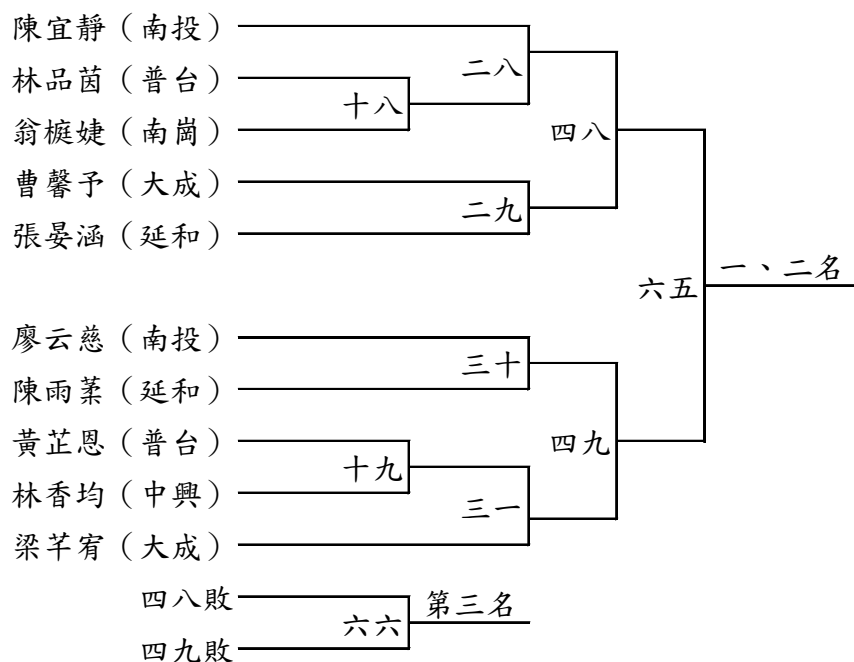 陳宜靜（南投）
二八
林品茵（普台）
十八
翁榳婕（南崗）
四八
曹馨予（大成）
二九
張晏涵（延和）
六五
一、二名
廖云慈（南投）
三十
陳雨葇（延和）
黃芷恩（普台）
四九
十九
林香均（中興）
三一
梁芊宥（大成）
四八敗
六六
第三名
四九敗